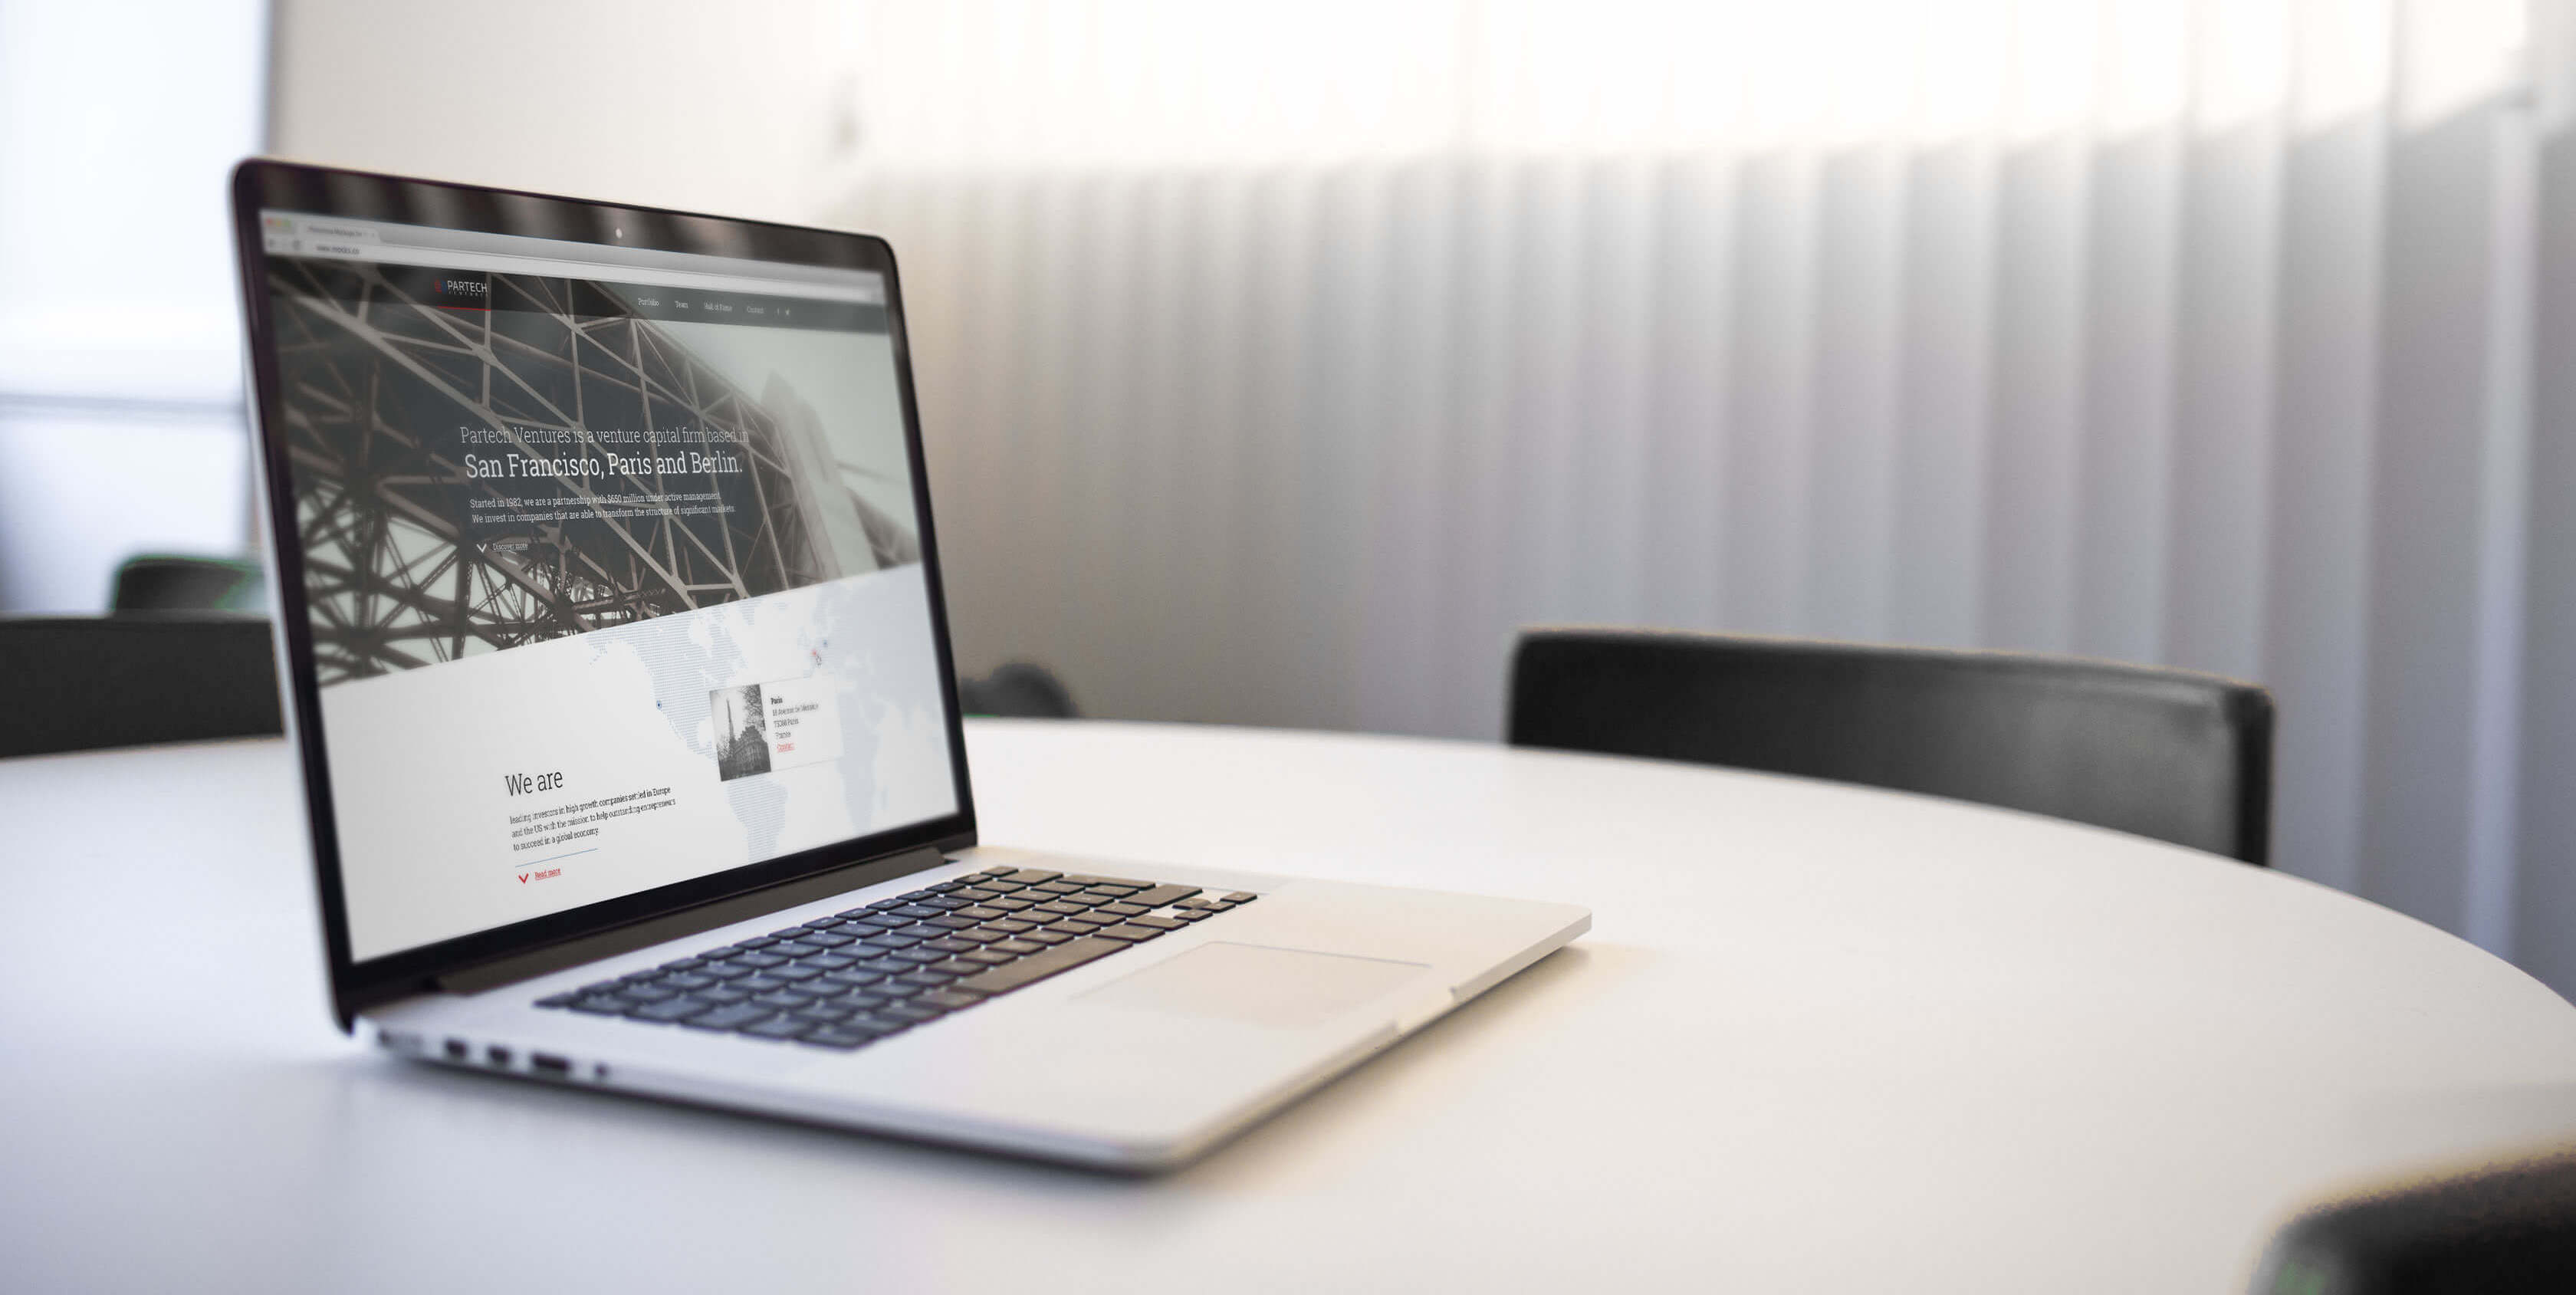 PARTECH
VENTURES
Portfolio Team Hall of Fame Contact
Partech Ventures is a venture capital firm based in
San Francisco, Paris and Berlin.
Started in 1982, we are a partnership with $650 million under active management.
We invest in companies that are able to transform the structure of significant markets.
Discover more
Paris
75008 Paris
France
Contact
We are
leading investors in high growth companies settled in Europe
and the US with the mission to help outstanding entrepreneurs
to succeed in a global economy
Read more